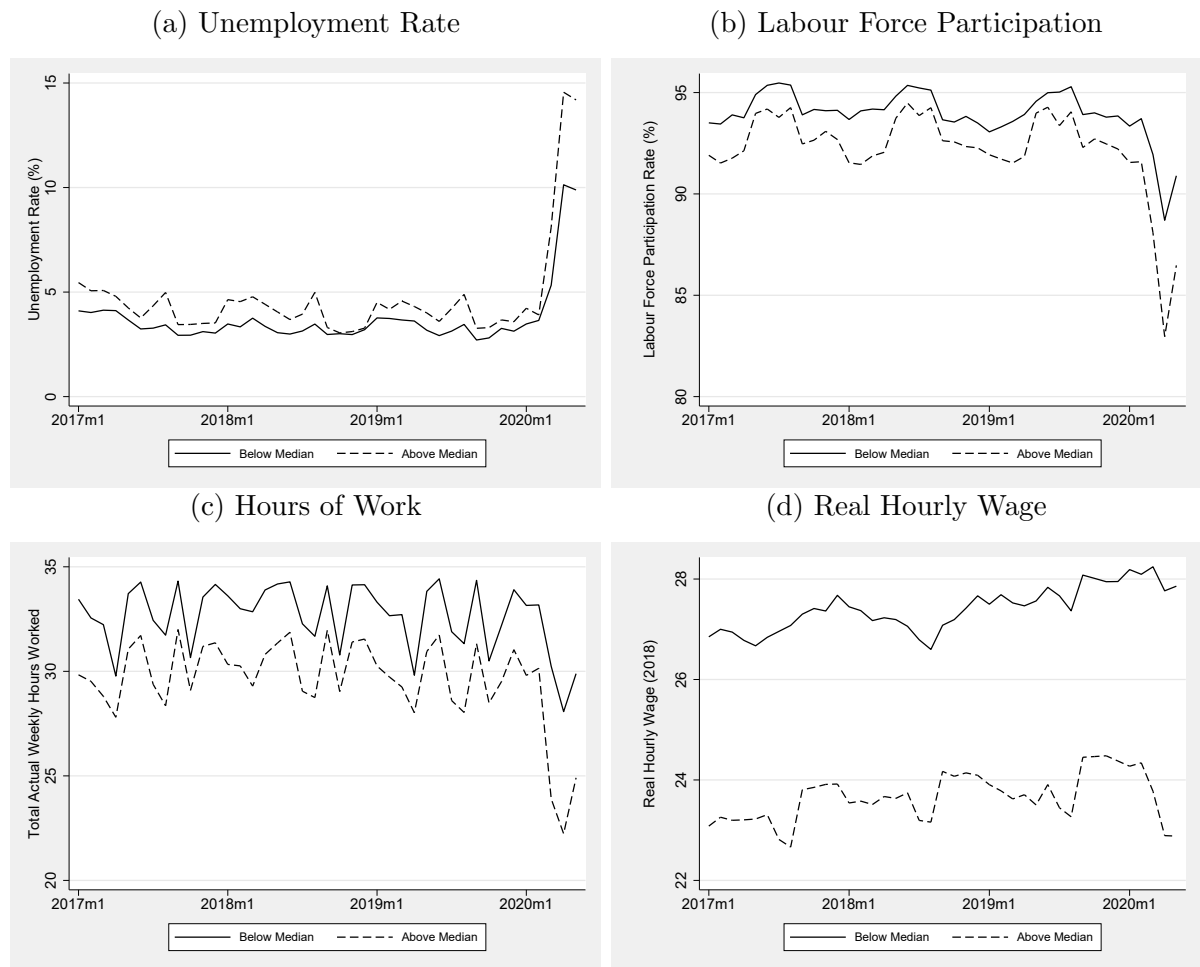 (a) Unemployment Rate
Unemployment Rate (%)
15
10
5
0
2017m1 2018m1 2019m1 2020m1
Below Median Above Median
(b) Labour Force Participation
Labour Force Participation Rate (%)
95
90
85
80
2017m1 2018m1 2019m1 2020m1
Below Median Above Median
(c) Hours of Work
Total Actual Weekly Hours Worked
35
30
25
20
2017m1 2018m1 2019m1 2020m1
Below Median Above Median
(d) Real Hourly Wage
Real Hourly Wage (2018)
28
26
24
22
2017m1 2018m1 2019m1 2020m1
Below Median Above Median